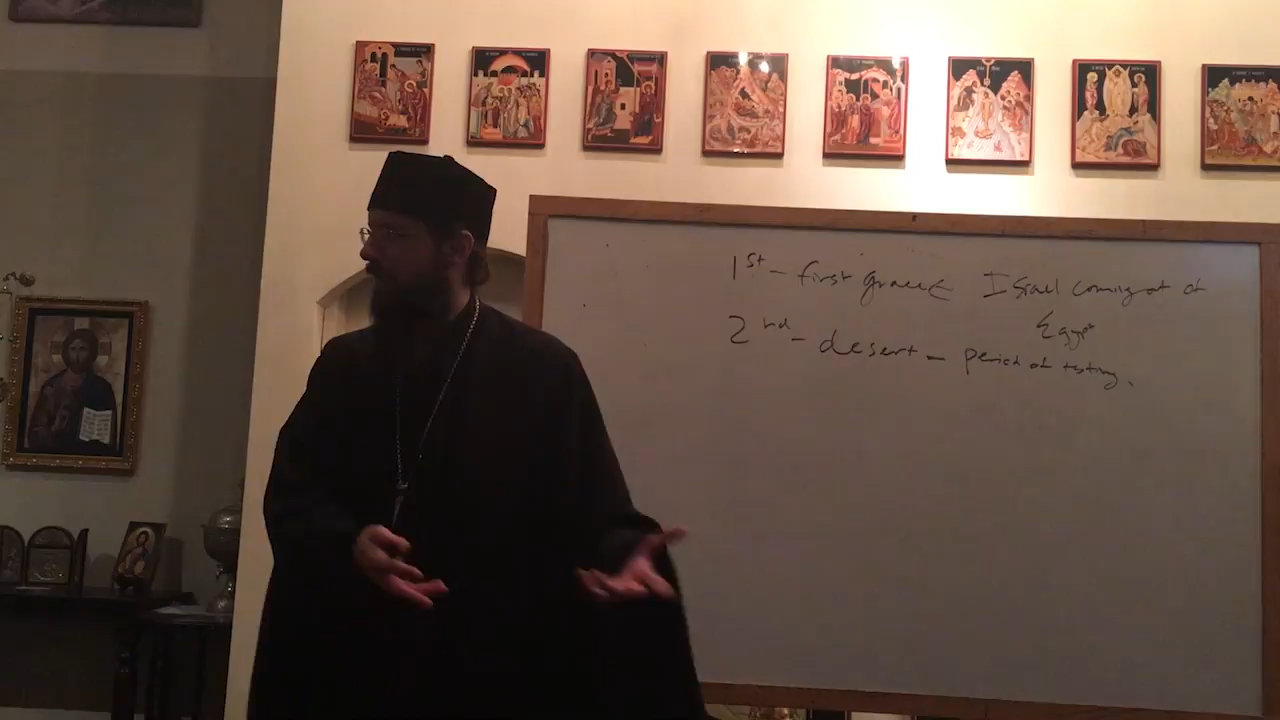 1st - first grace Israel coming out of
Egypt
2nd - desert - period of testing.